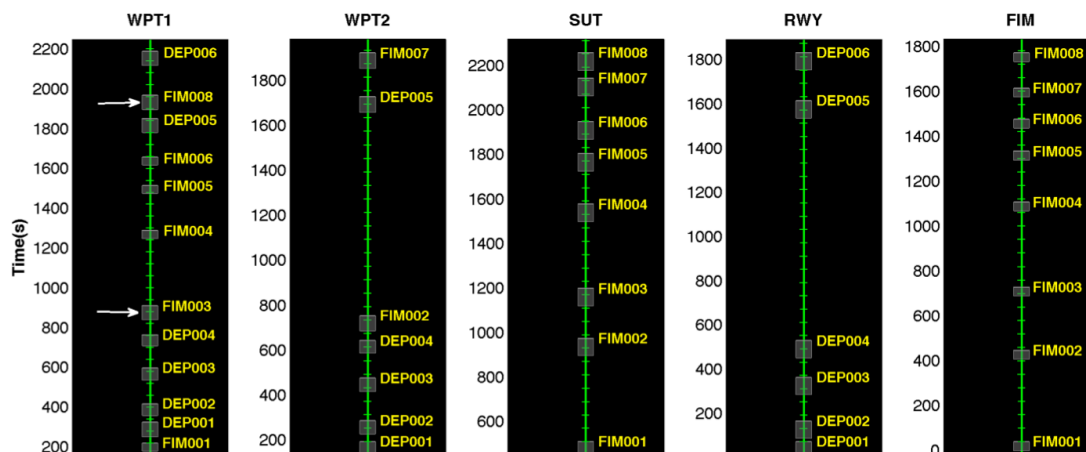 WPT1
WPT2
SUT
RWY
FIM
Time(s)
2200
2000
1800
1600
1400
1200
1000
800
600
400
200
DEP006
FIM008
DEP005
FIM006
FIM005
FIM004
FIM003
DEP004
DEP003
DEP002
DEP001
FIM001
1800
1600
1400
1200
1000
800
600
400
200
FIM007
DEP005
FIM002
DEP004
DEP003
DEP002
DEP001
2200
2000
1800
1600
1400
1200
1000
800
600
FIM008
FIM007
FIM006
FIM005
FIM004
FIM003
FIM002
FIM001
1800
1600
1400
1200
1000
800
600
400
200
DEP006
DEP005
DEP004
DEP003
DEP002
DEP001
1800
1600
1400
1200
1000
800
600
400
200
0
FIM008
FIM007
FIM006
FIM005
FIM004
FIM003
FIM002
FIM001